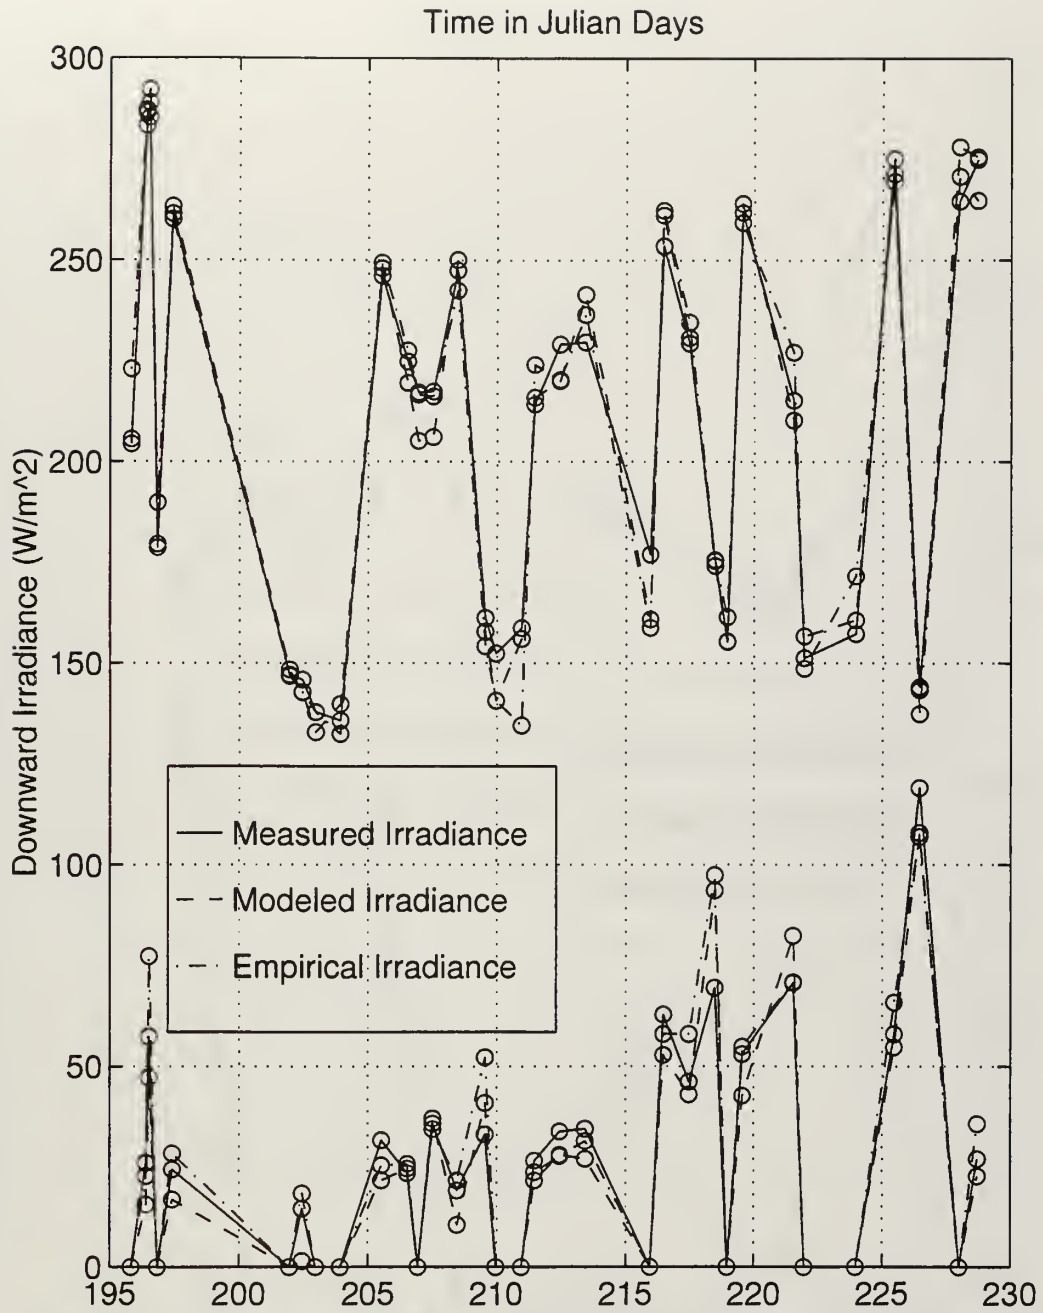 Time in Julian Days
300
250
200
150
100
50
0
Downward Irradiance (W/m^2)
Measured Irradiance
Modeled Irradiance
Empirical Irradiance
195 200 205 210 215 220 225 230